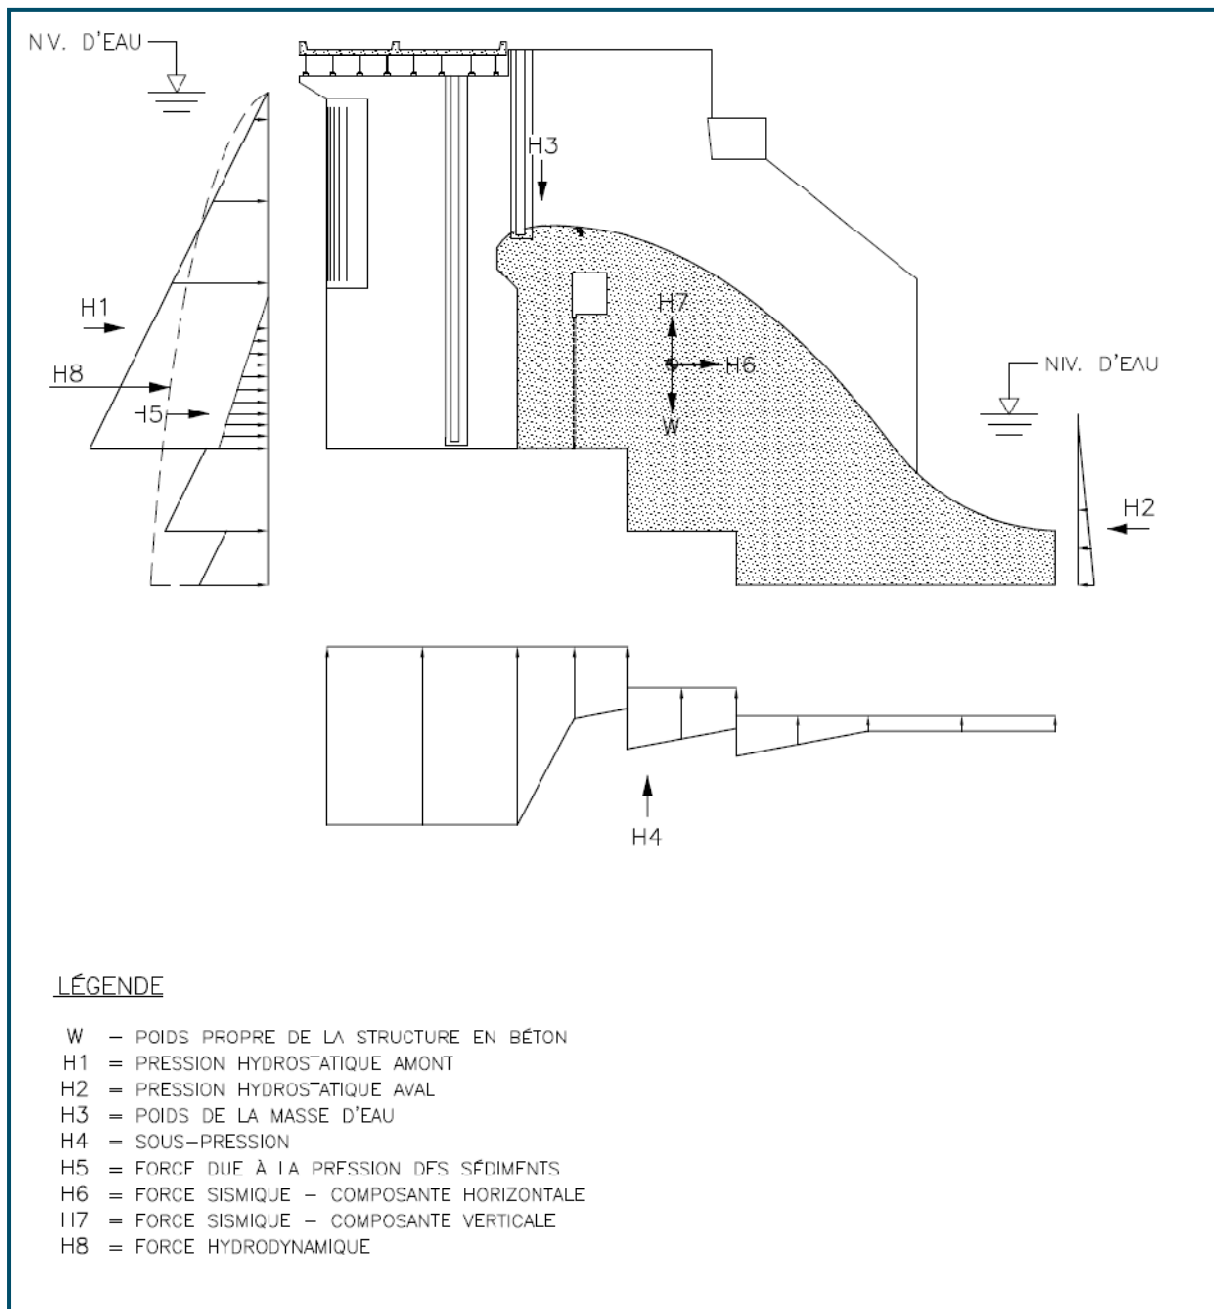 NV. D'EAU
H3
H1
H7
H8
H6
NIV. D'EAU
H5
W
H2
H4
LÉGENDE
W – POIDS PROPRE DE LA STRUCTURE EN BÉTON
H1 = PRESSION HYDROSTATIQUE AMONT
H2 = PRESSION HYDROSTATIQUE AVAL
H3 = POIDS DE LA MASSE D'EAU
H4 – SOUS-PRESSION
H5 = FORCE DUE À LA PRESSION DES SÉDIMENTS
H6 = FORCE SISMIQUE – COMPOSANTE HORIZONTALE
H7 = FORCE SISMIQUE – COMPOSANTE VERTICALE
H8 = FORCE HYDRODYNAMIQUE